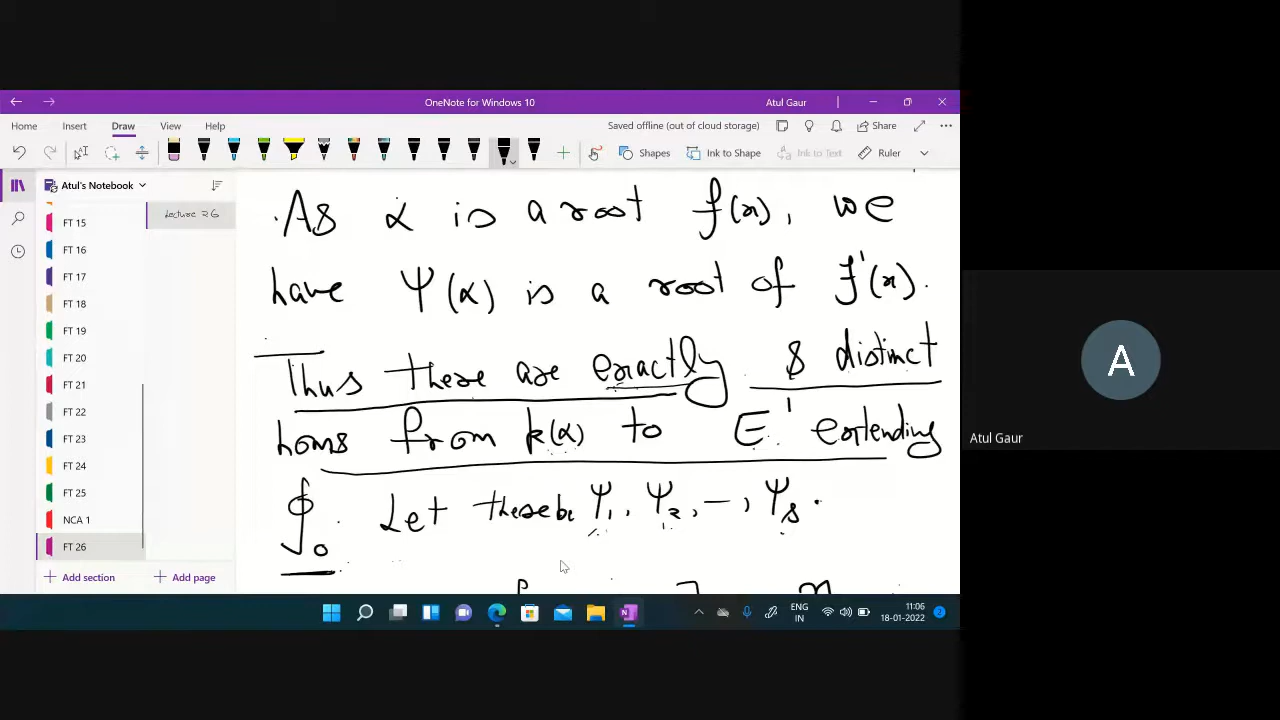 OneNote for Windows 10
Atul Gaur
Home Insert Draw View Help
Saved offline (out of cloud storage)
Share
Shapes
Ink to Shape
Ink to Text
Ruler
Atul's Notebook
FT 15
FT 16
FT 17
FT 18
FT 19
FT 20
FT 21
FT 22
FT 23
FT 24
FT 25
NCA 1
FT 26
Add section
Add page
Lecture 26
As α is a root f(x), we
have Ψ(α) is a root of f'(x).
Thus there are exactly s distinct
homs from k(α) to E' extending
ϕ₀. Let these be Ψ₁, Ψ₂, –, Ψₛ.
A
Atul Gaur
ENG
IN
11:06
18-01-2022
2